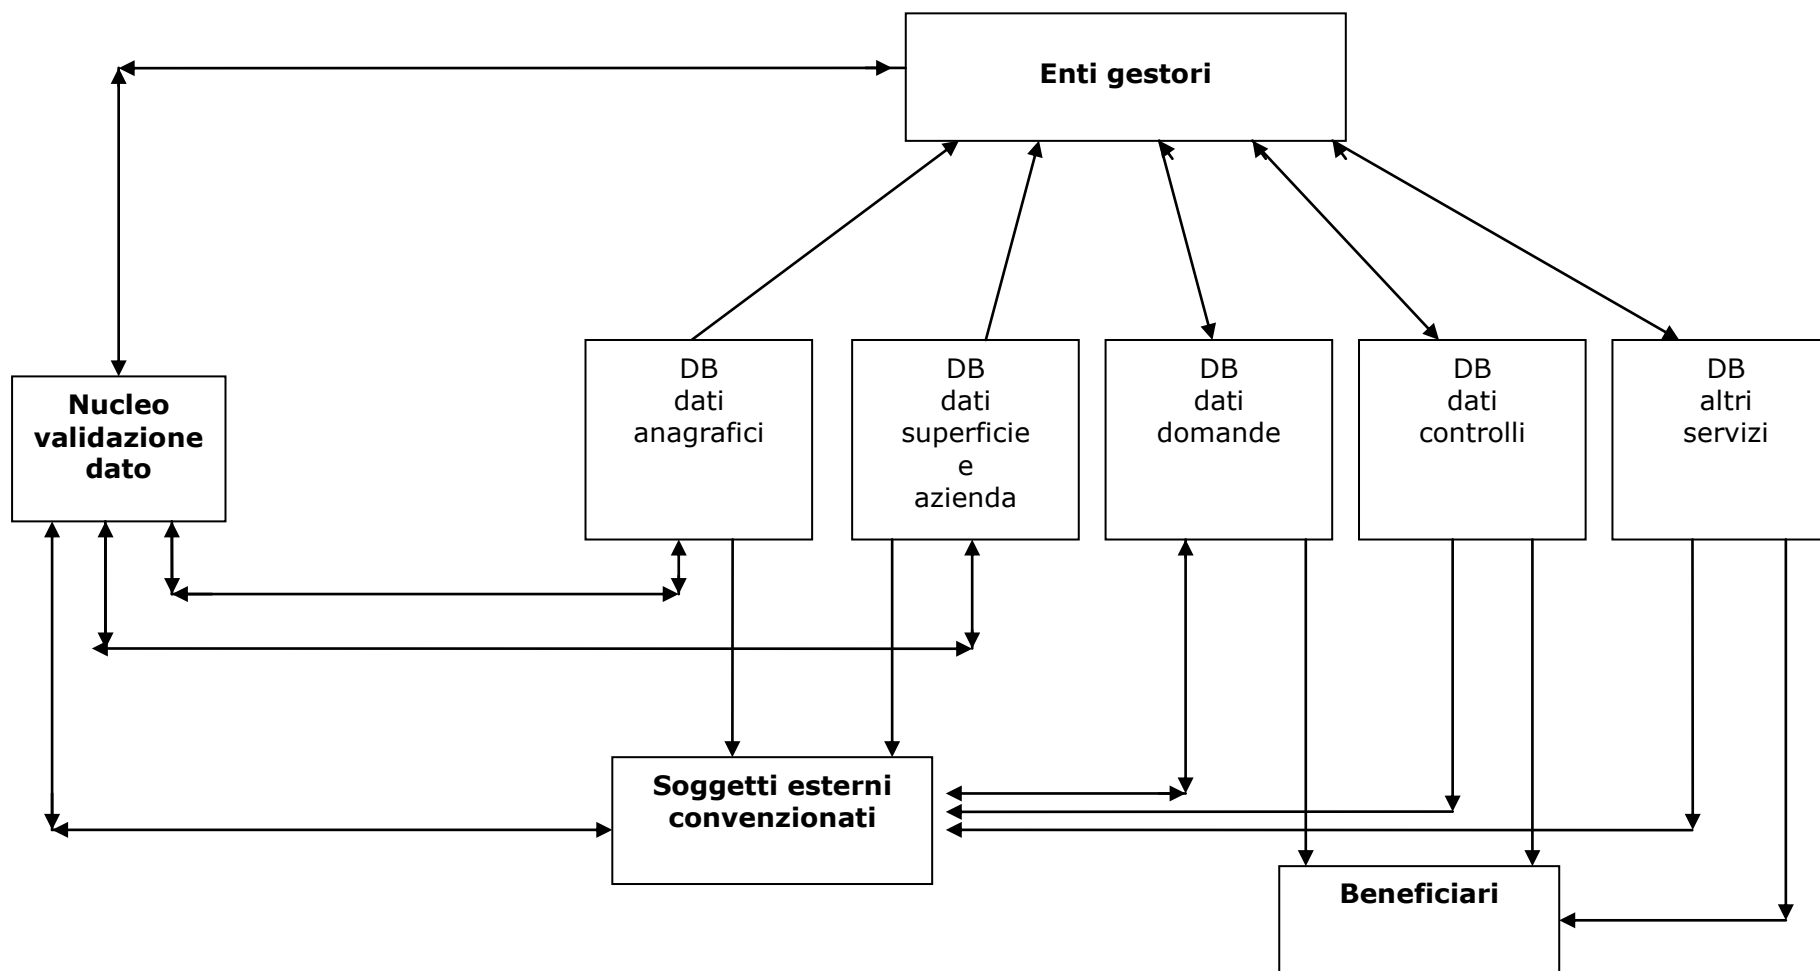 Enti gestori
Nucleo
validazione
dato
DB
dati
anagrafici
DB
dati
superficie
e
azienda
DB
dati
domande
DB
dati
controlli
DB
altri
servizi
Soggetti esterni
convenzionati
Beneficiari